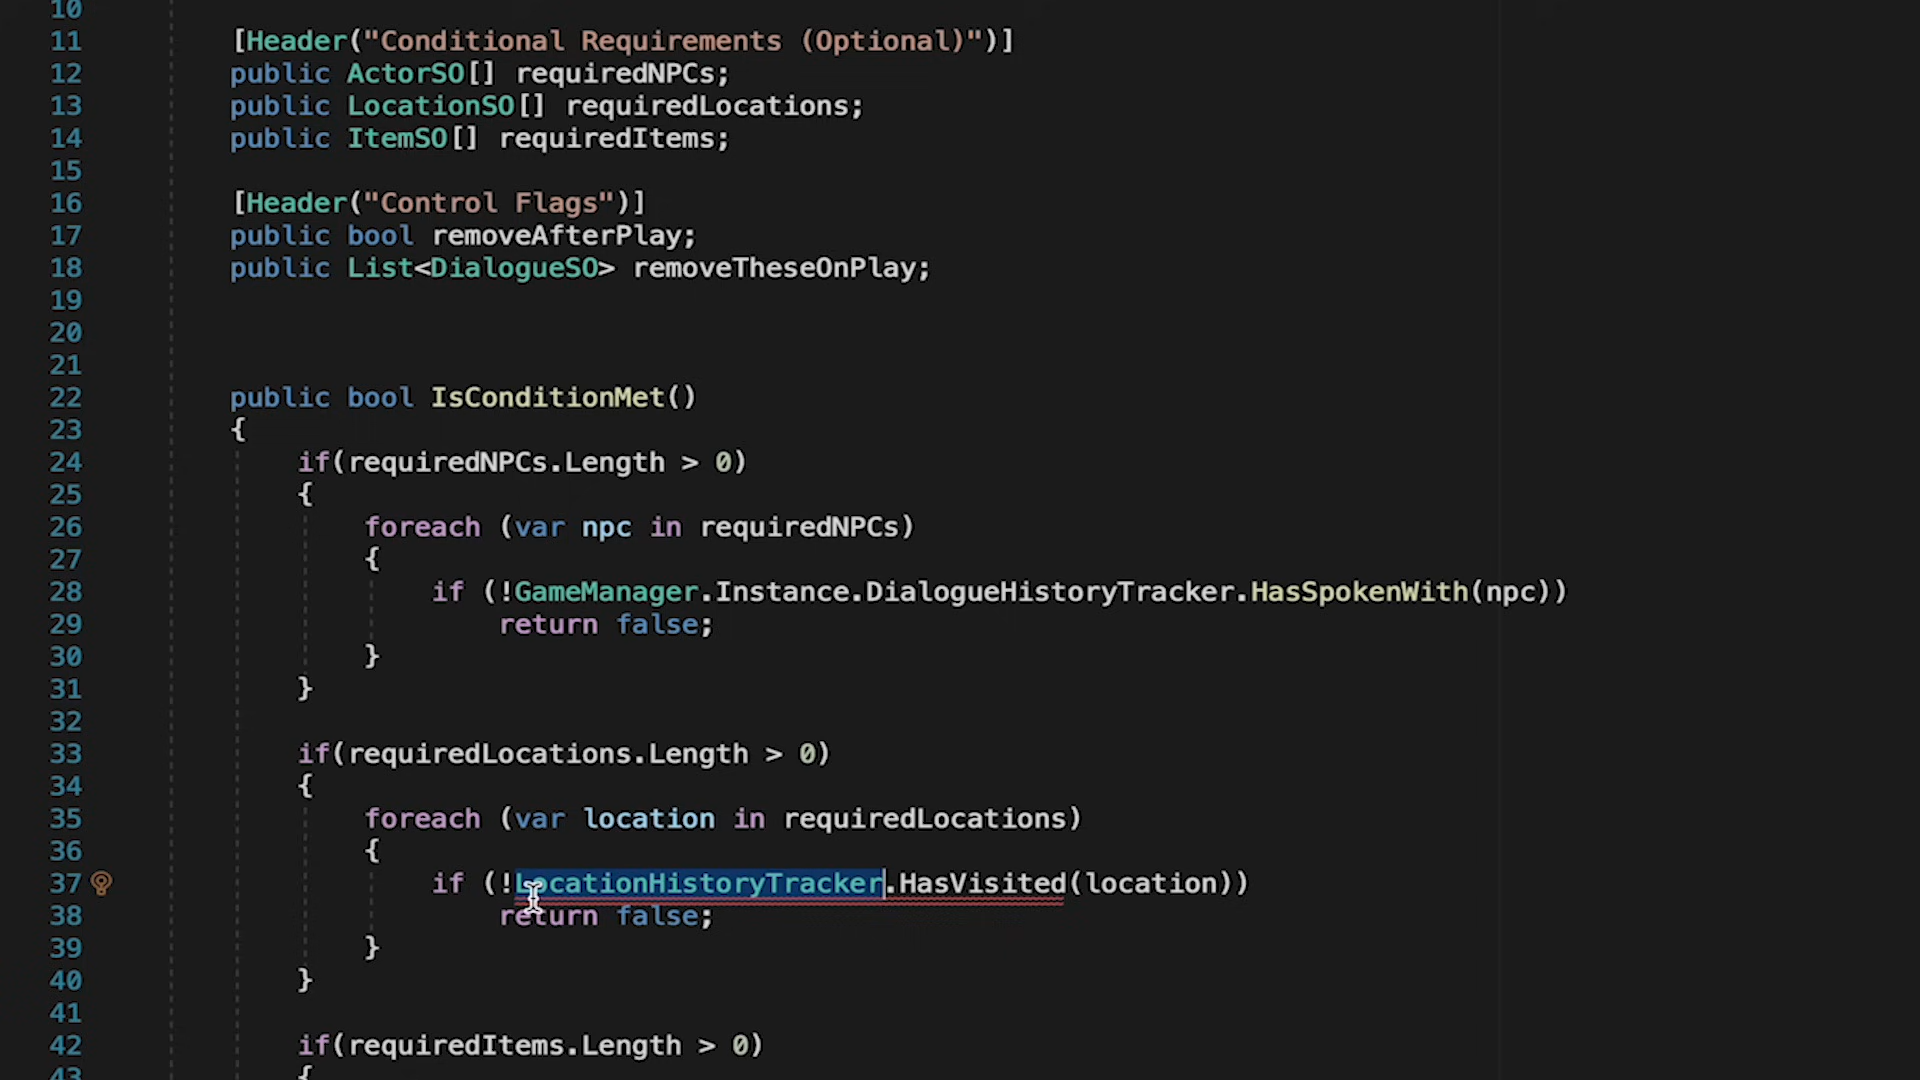 10
11 [Header("Conditional Requirements (Optional)")]
12 public ActorSO[] requiredNPCs;
13 public LocationSO[] requiredLocations;
14 public ItemSO[] requiredItems;
15
16 [Header("Control Flags")]
17 public bool removeAfterPlay;
18 public List<DialogueSO> removeTheseOnPlay;
19
20
21
22 public bool IsConditionMet()
23 {
24 if(requiredNPCs.Length > 0)
25 {
26 foreach (var npc in requiredNPCs)
27 {
28 if (!GameManager.Instance.DialogueHistoryTracker.HasSpokenWith(npc))
29 return false;
30 }
31 }
32
33 if(requiredLocations.Length > 0)
34 {
35 foreach (var location in requiredLocations)
36 {
37 if (!LocationHistoryTracker.HasVisited(location))
38 return false;
39 }
40 }
41
42 if(requiredItems.Length > 0)
43 {